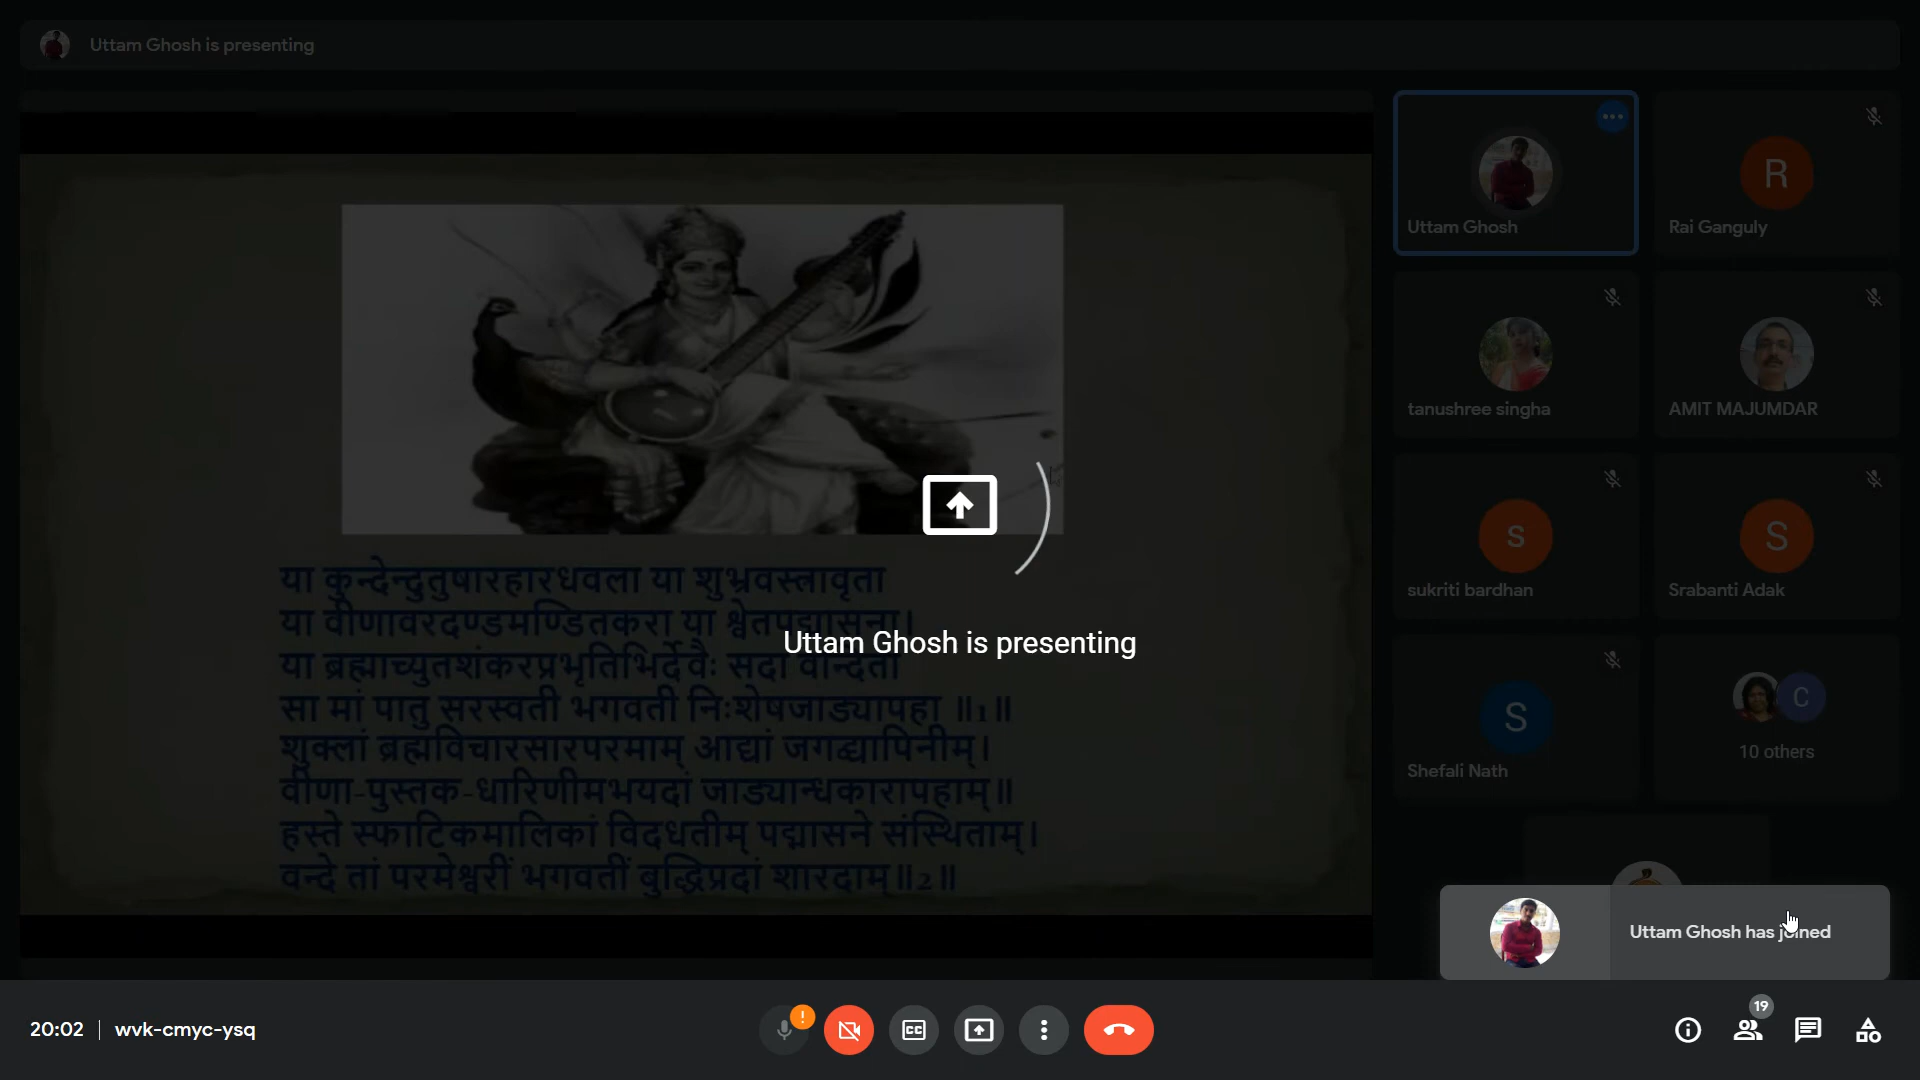 Uttam Ghosh is presenting
Uttam Ghosh
R
Rai Ganguly
tanushree singha
AMIT MAJUMDAR
s
sukriti bardhan
S
Srabanti Adak
S
Shefali Nath
C
10 others
या कुन्देन्दुतुषारहारधवला या शुभ्रवस्त्रावृता
या वीणावरदण्डमण्डितकरा या श्वेतपद्मासना।
या ब्रह्माच्युतशंकरप्रभृतिभिर्देवैः सदा वन्दिता
सा मां पातु सरस्वती भगवती निःशेषजाड्यापहा ॥1॥
शुक्लां ब्रह्मविचारसारपरमाम् आद्यां जगद्व्यापिनीम्।
वीणा-पुस्तक-धारिणीमभयदां जाड्यान्धकारापहाम्॥
हस्ते स्फाटिकमालिकां विदधतीम् पद्मासने संस्थिताम्।
वन्दे तां परमेश्वरीं भगवतीं बुद्धिप्रदां शारदाम्॥2॥
Uttam Ghosh is presenting
Uttam Ghosh has joined
20:02 | wvk-cmyc-ysq
!
CC
19